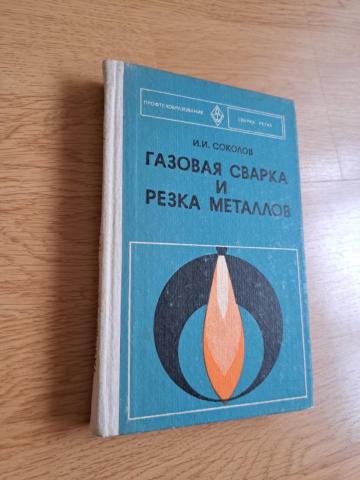 ПРОФТЕХОБРАЗОВАНИЕ
СВАРКА РЕЗКА
И.И. СОКОЛОВ
ГАЗОВАЯ СВАРКА
И
РЕЗКА МЕТАЛЛОВ